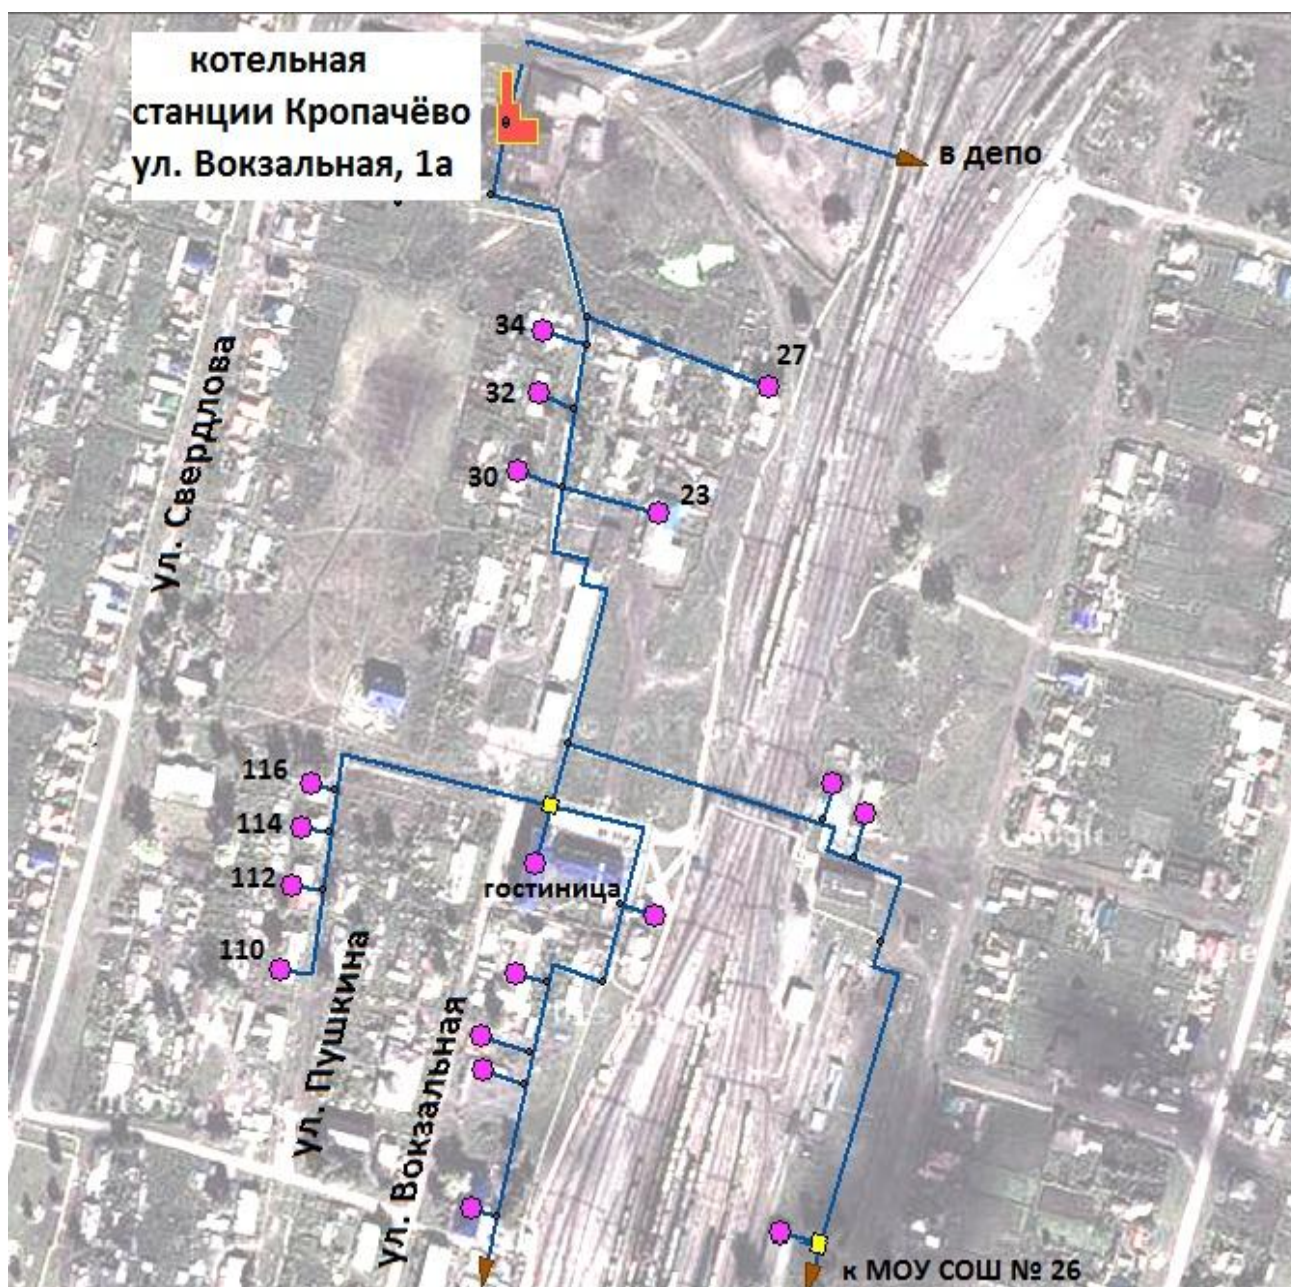 котельная
станции Кропачёво
ул. Вокзальная, 1а
в депо
34
27
32
30
23
ул. Свердлова
116
114
112
гостиница
110
ул. Пушкина
ул. Вокзальная
к МОУ СОШ № 26